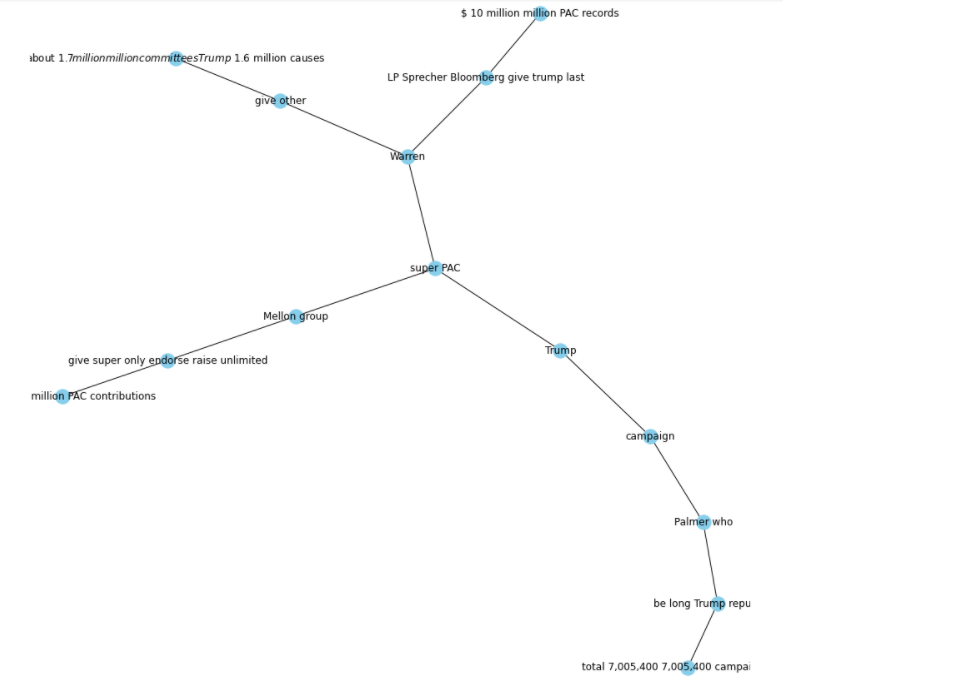 $ 10 million million PAC records
about 1.7millionmillioncommitteesTrump 1.6 million causes
LP Sprecher Bloomberg give trump last
give other
Warren
super PAC
Mellon group
Trump
give super only endorse raise unlimited
million PAC contributions
campaign
Palmer who
be long Trump repu
total 7,005,400 7,005,400 campai